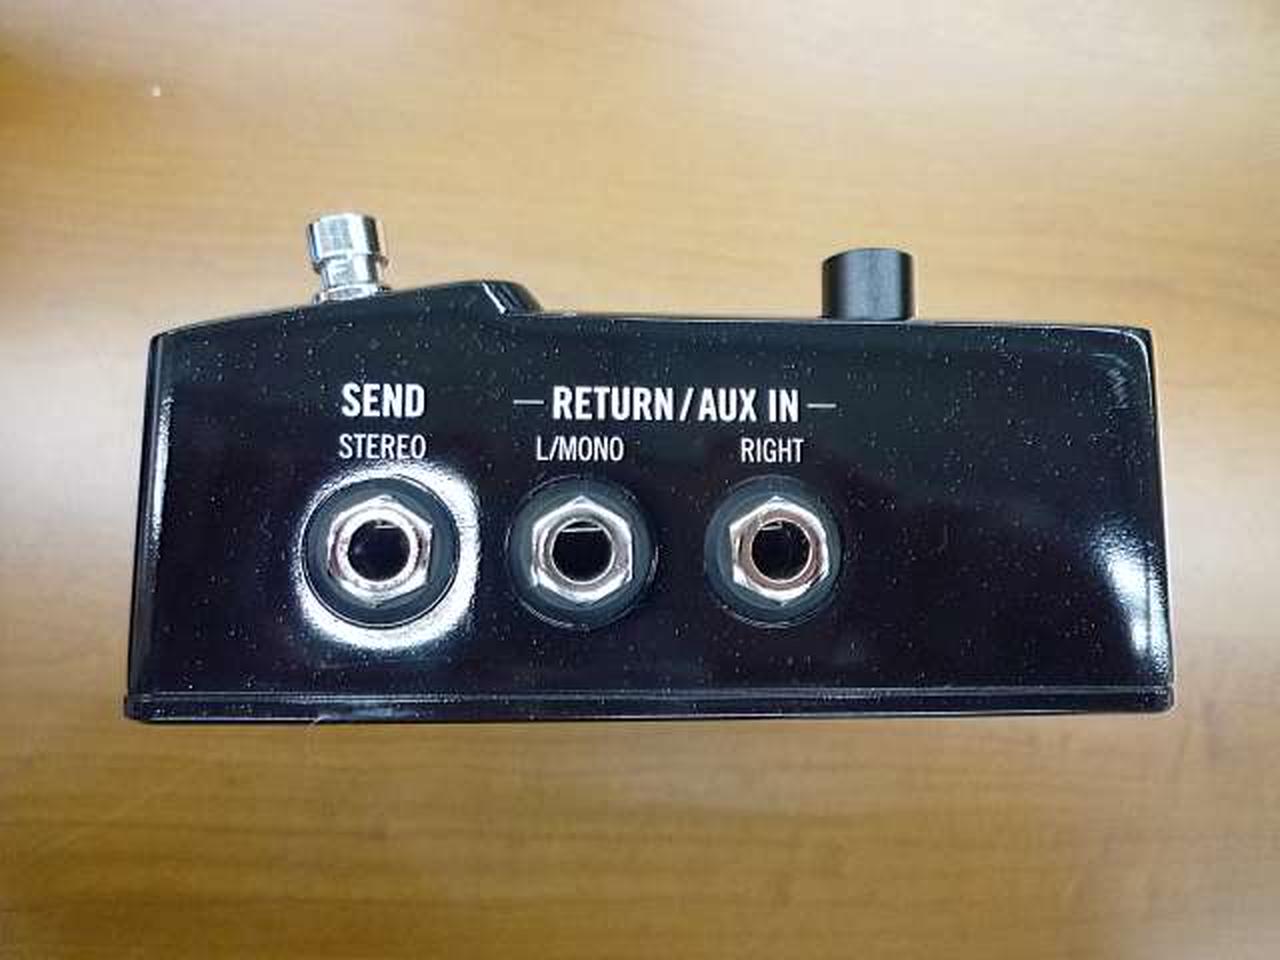 SEND
STEREO
RETURN / AUX IN
L/MONO
RIGHT